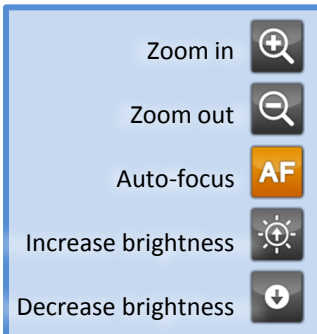 Zoom in
Zoom out
Auto-focus AF
Increase brightness
Decrease brightness